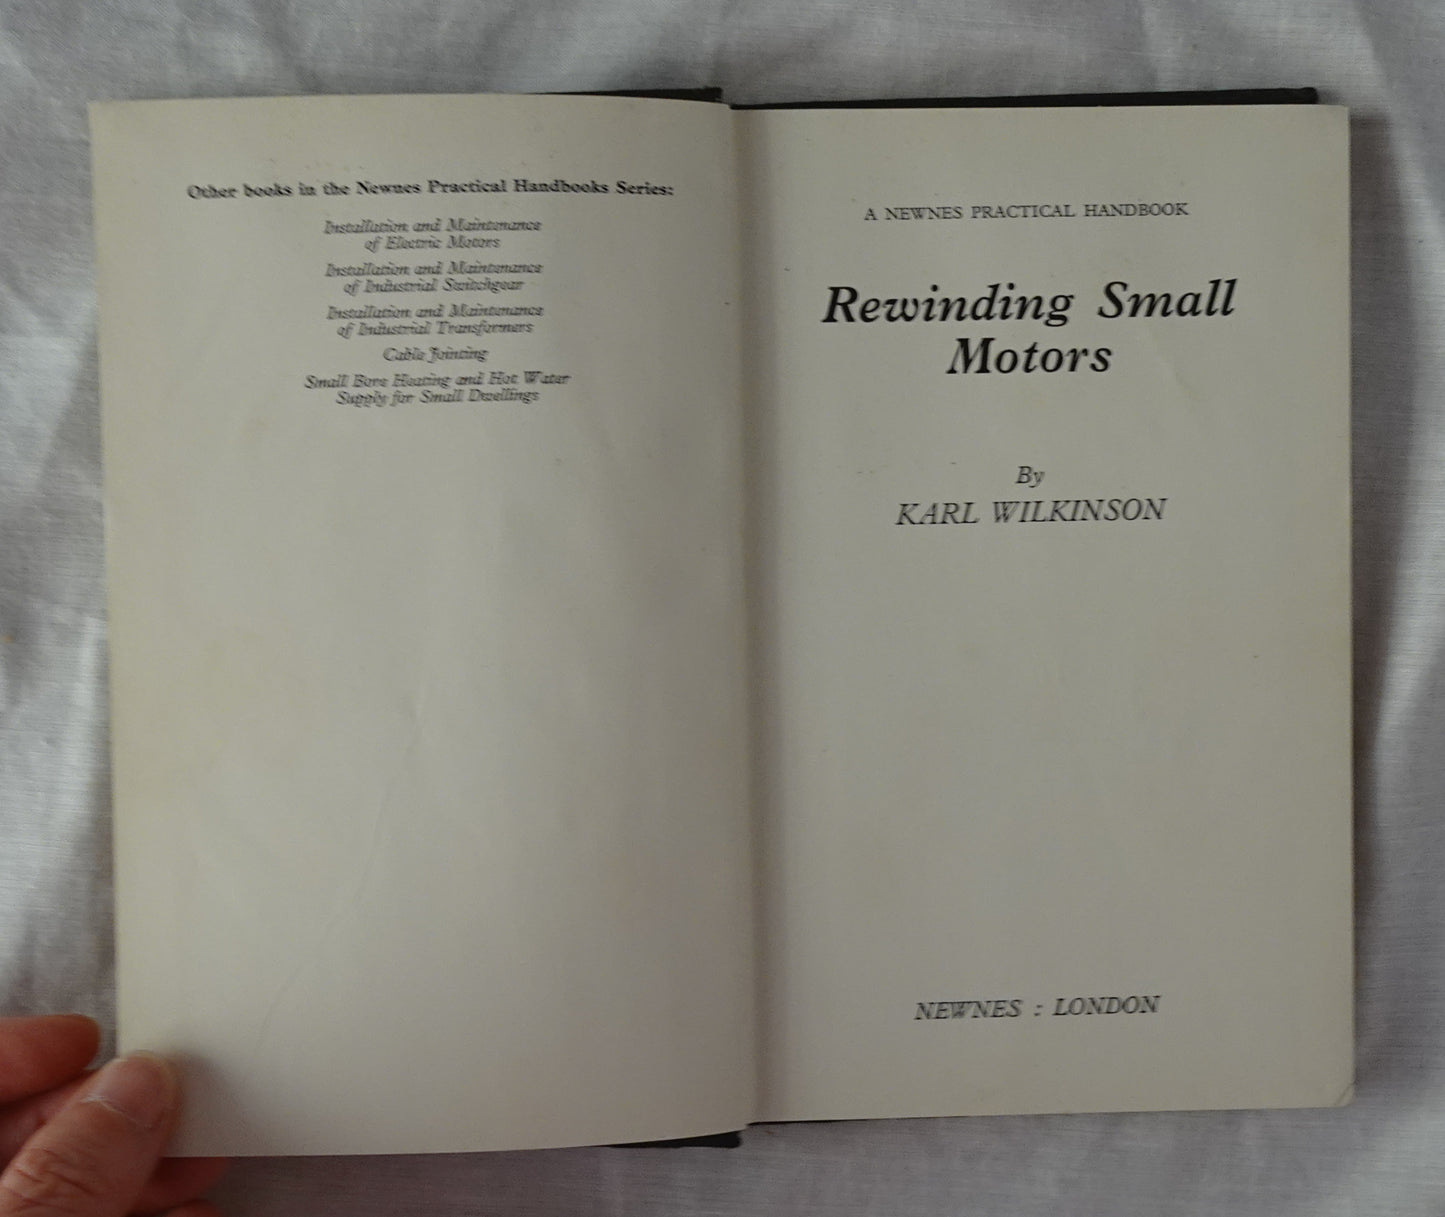 Other books in the Newnes Practical Handbooks Series:
Installation and Maintenance
of Electric Motors
Installation and Maintenance
of Industrial Switchgear
Installation and Maintenance
of Industrial Transformers
Cable Jointing
Small Bore Heating and Hot Water
Supply for Small Dwellings
A NEWNES PRACTICAL HANDBOOK
Rewinding Small
Motors
By
KARL WILKINSON
NEWNES : LONDON